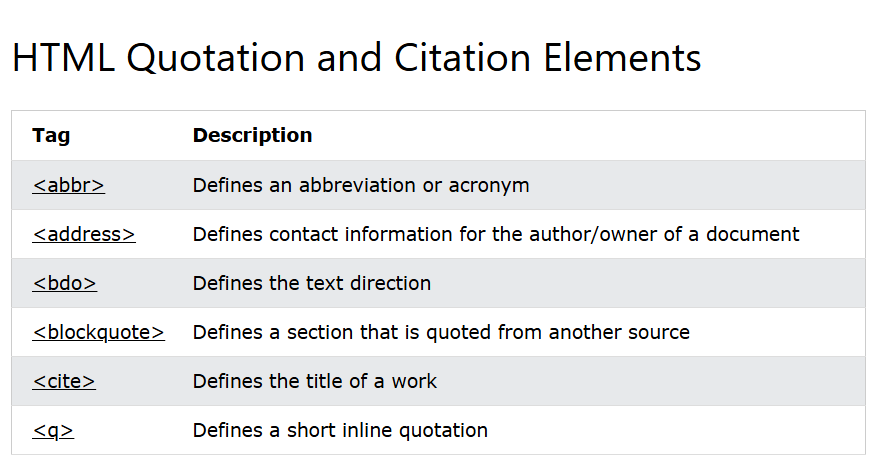 HTML Quotation and Citation Elements
Tag Description
<abbr> Defines an abbreviation or acronym
<address> Defines contact information for the author/owner of a document
<bdo> Defines the text direction
<blockquote> Defines a section that is quoted from another source
<cite> Defines the title of a work
<q> Defines a short inline quotation